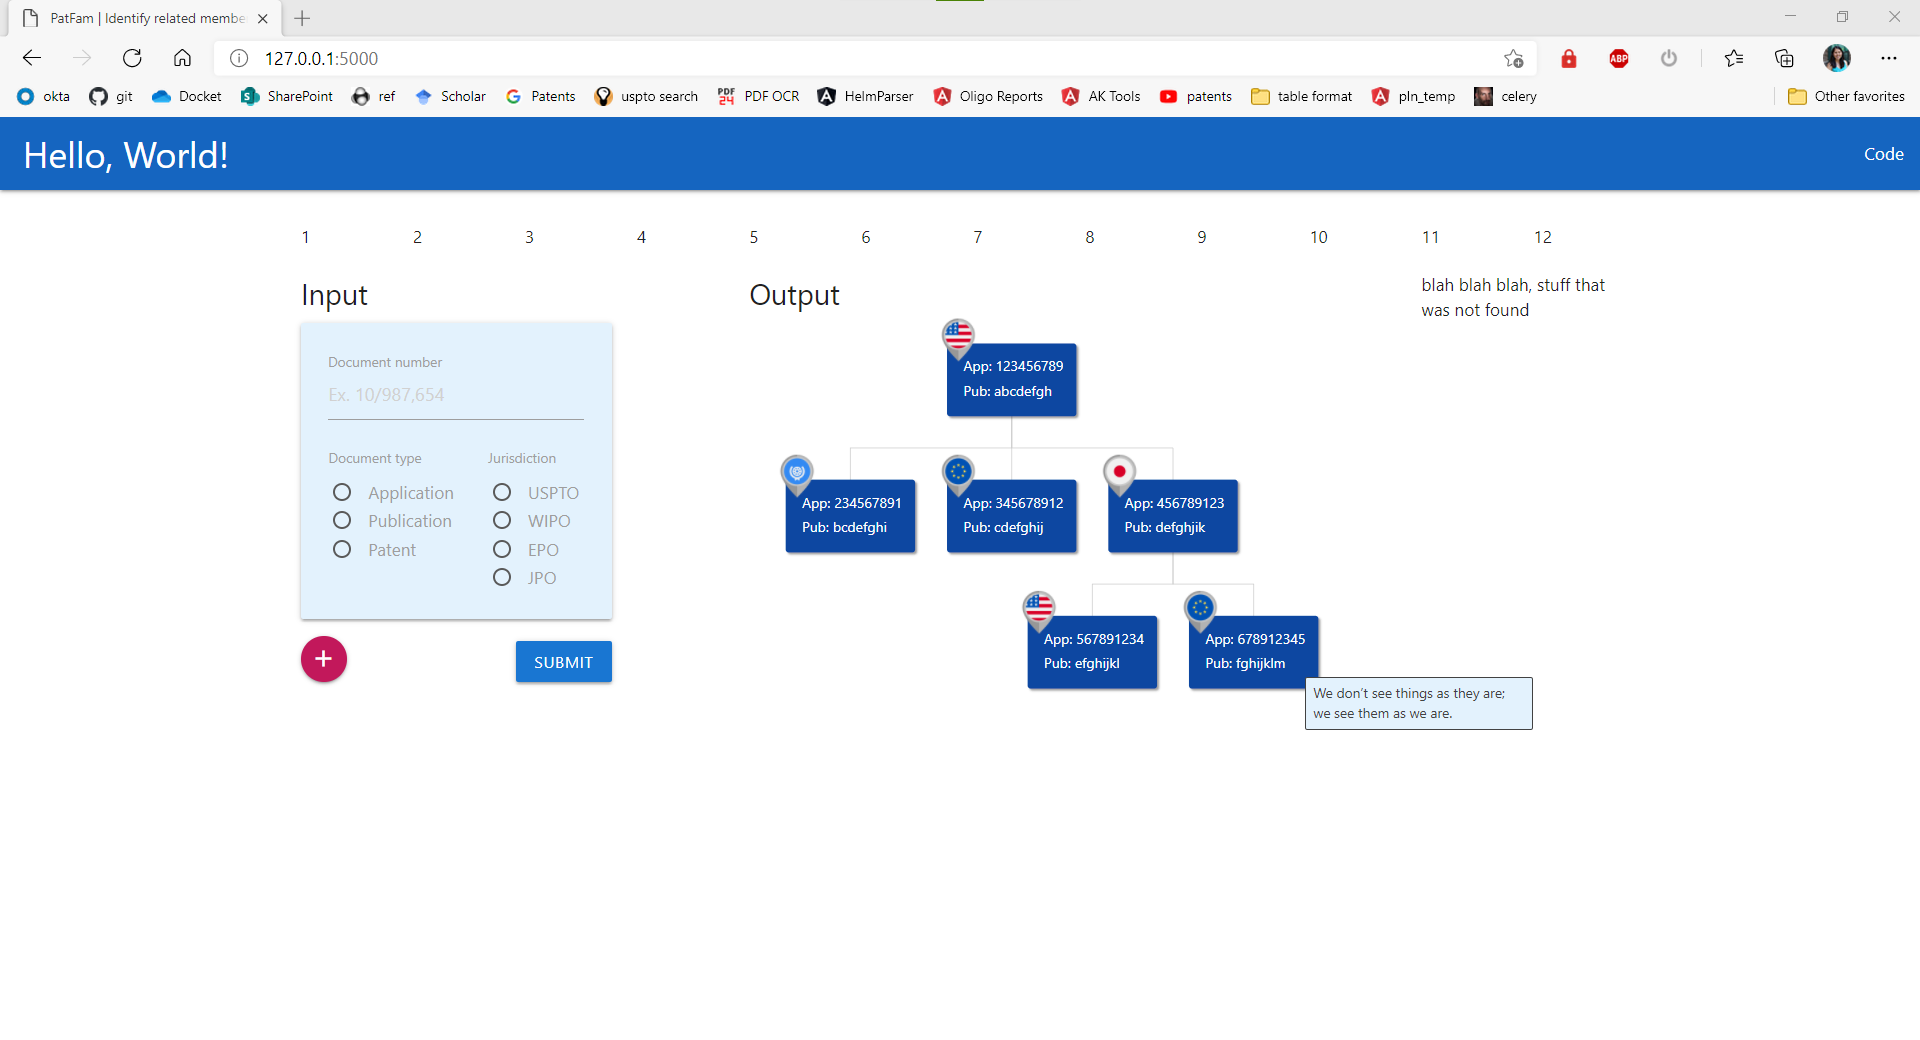 PatFam | Identify related membe
127.0.0.1:5000
ABP
okta git Docket SharePoint ref Scholar Patents uspto search PDF 24 PDF OCR HelmParser Oligo Reports AK Tools patents table format pln_temp celery Other favorites
Hello, World!
Code
1 2 3 4 5 6 7 8 9 10 11 12
Input
Document number
Ex. 10/987,654
Document type
Jurisdiction
Application
Publication
Patent
USPTO
WIPO
EPO
JPO
SUBMIT
Output
App: 123456789
Pub: abcdefgh
App: 234567891
Pub: bcdefghi
App: 345678912
Pub: cdefghij
App: 456789123
Pub: defghjik
App: 567891234
Pub: efghijkl
App: 678912345
Pub: fghijklm
We don’t see things as they are;
we see them as we are.
blah blah blah, stuff that
was not found